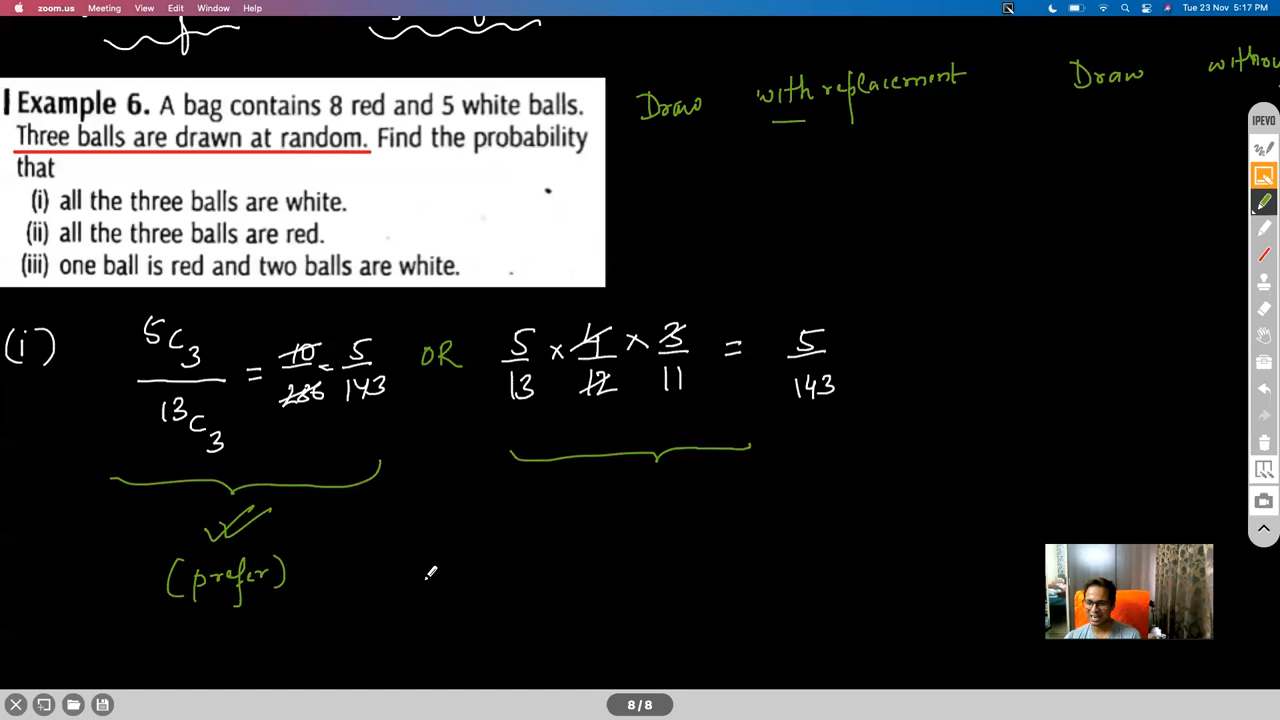 zoom.us Meeting View Edit Window Help
Tue 23 Nov 5:17 PM
Draw with replacement Draw
Example 6. A bag contains 8 red and 5 white balls.
Three balls are drawn at random. Find the probability
that
(i) all the three balls are white.
(ii) all the three balls are red.
(iii) one ball is red and two balls are white.
IPEVO
(i) 5C3 / 13C3 = 10/286 = 5/143 OR 5/13 × 4/12 × 3/11 = 5/143
(prefer)
8/8